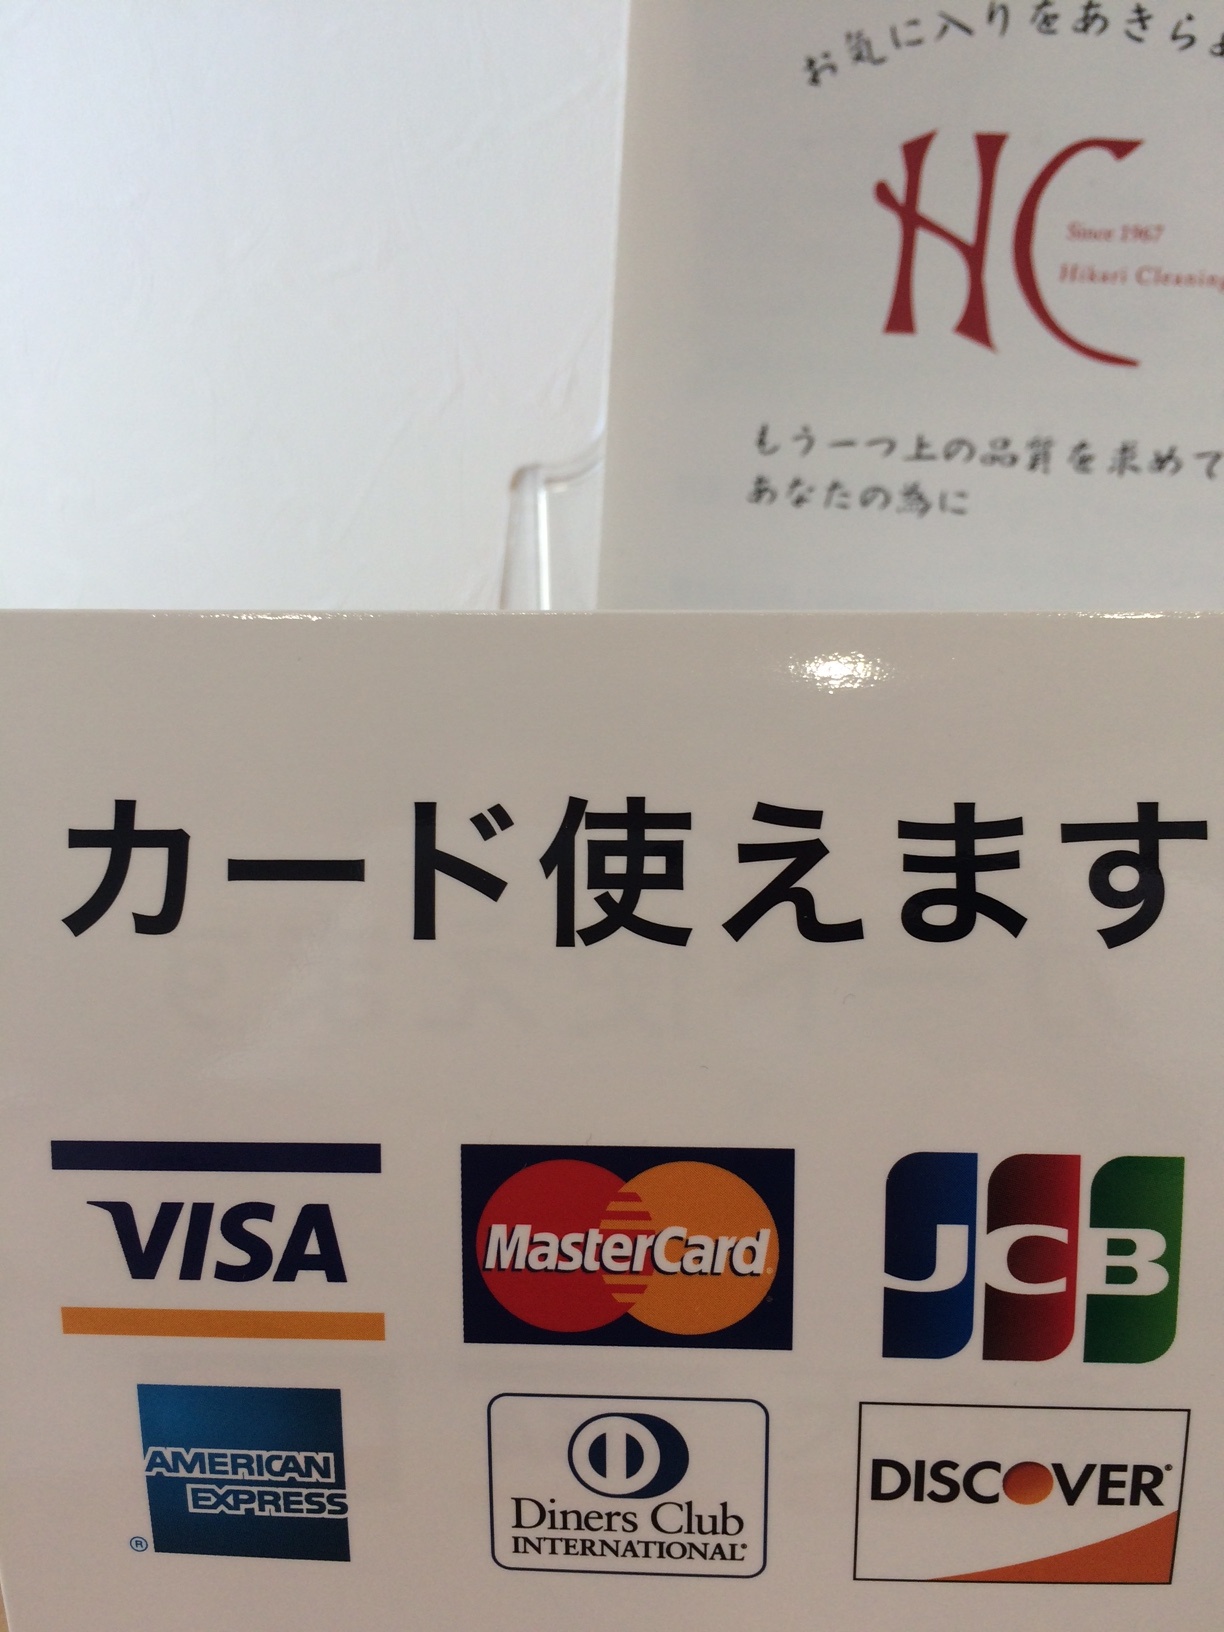 お気に入りをあきら
HC
Since 1967
Hikari Cleaning
もう一つ上の品質を求めて
あなたの為に
カード使えます
VISA
MasterCard
JCB
AMERICAN
EXPRESS
®
Diners Club
INTERNATIONAL®
DISCOVER®